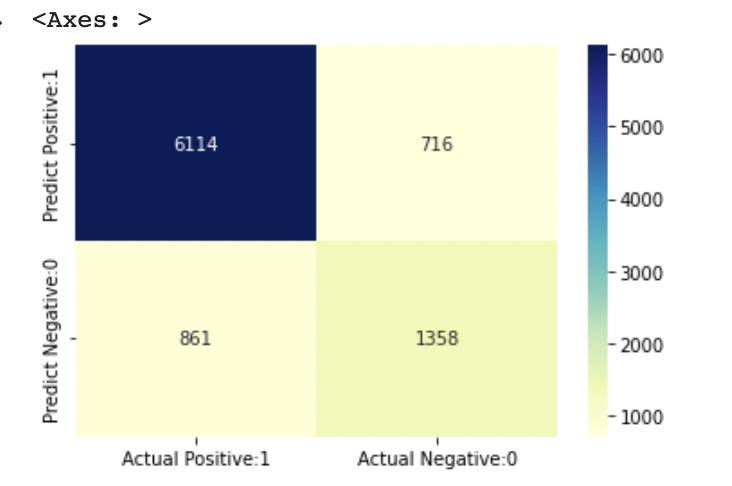 . <Axes: >
Predict Positive:1
6114 716
6000
5000
4000
3000
2000
1000
Predict Negative:0
861 1358
Actual Positive:1 Actual Negative:0